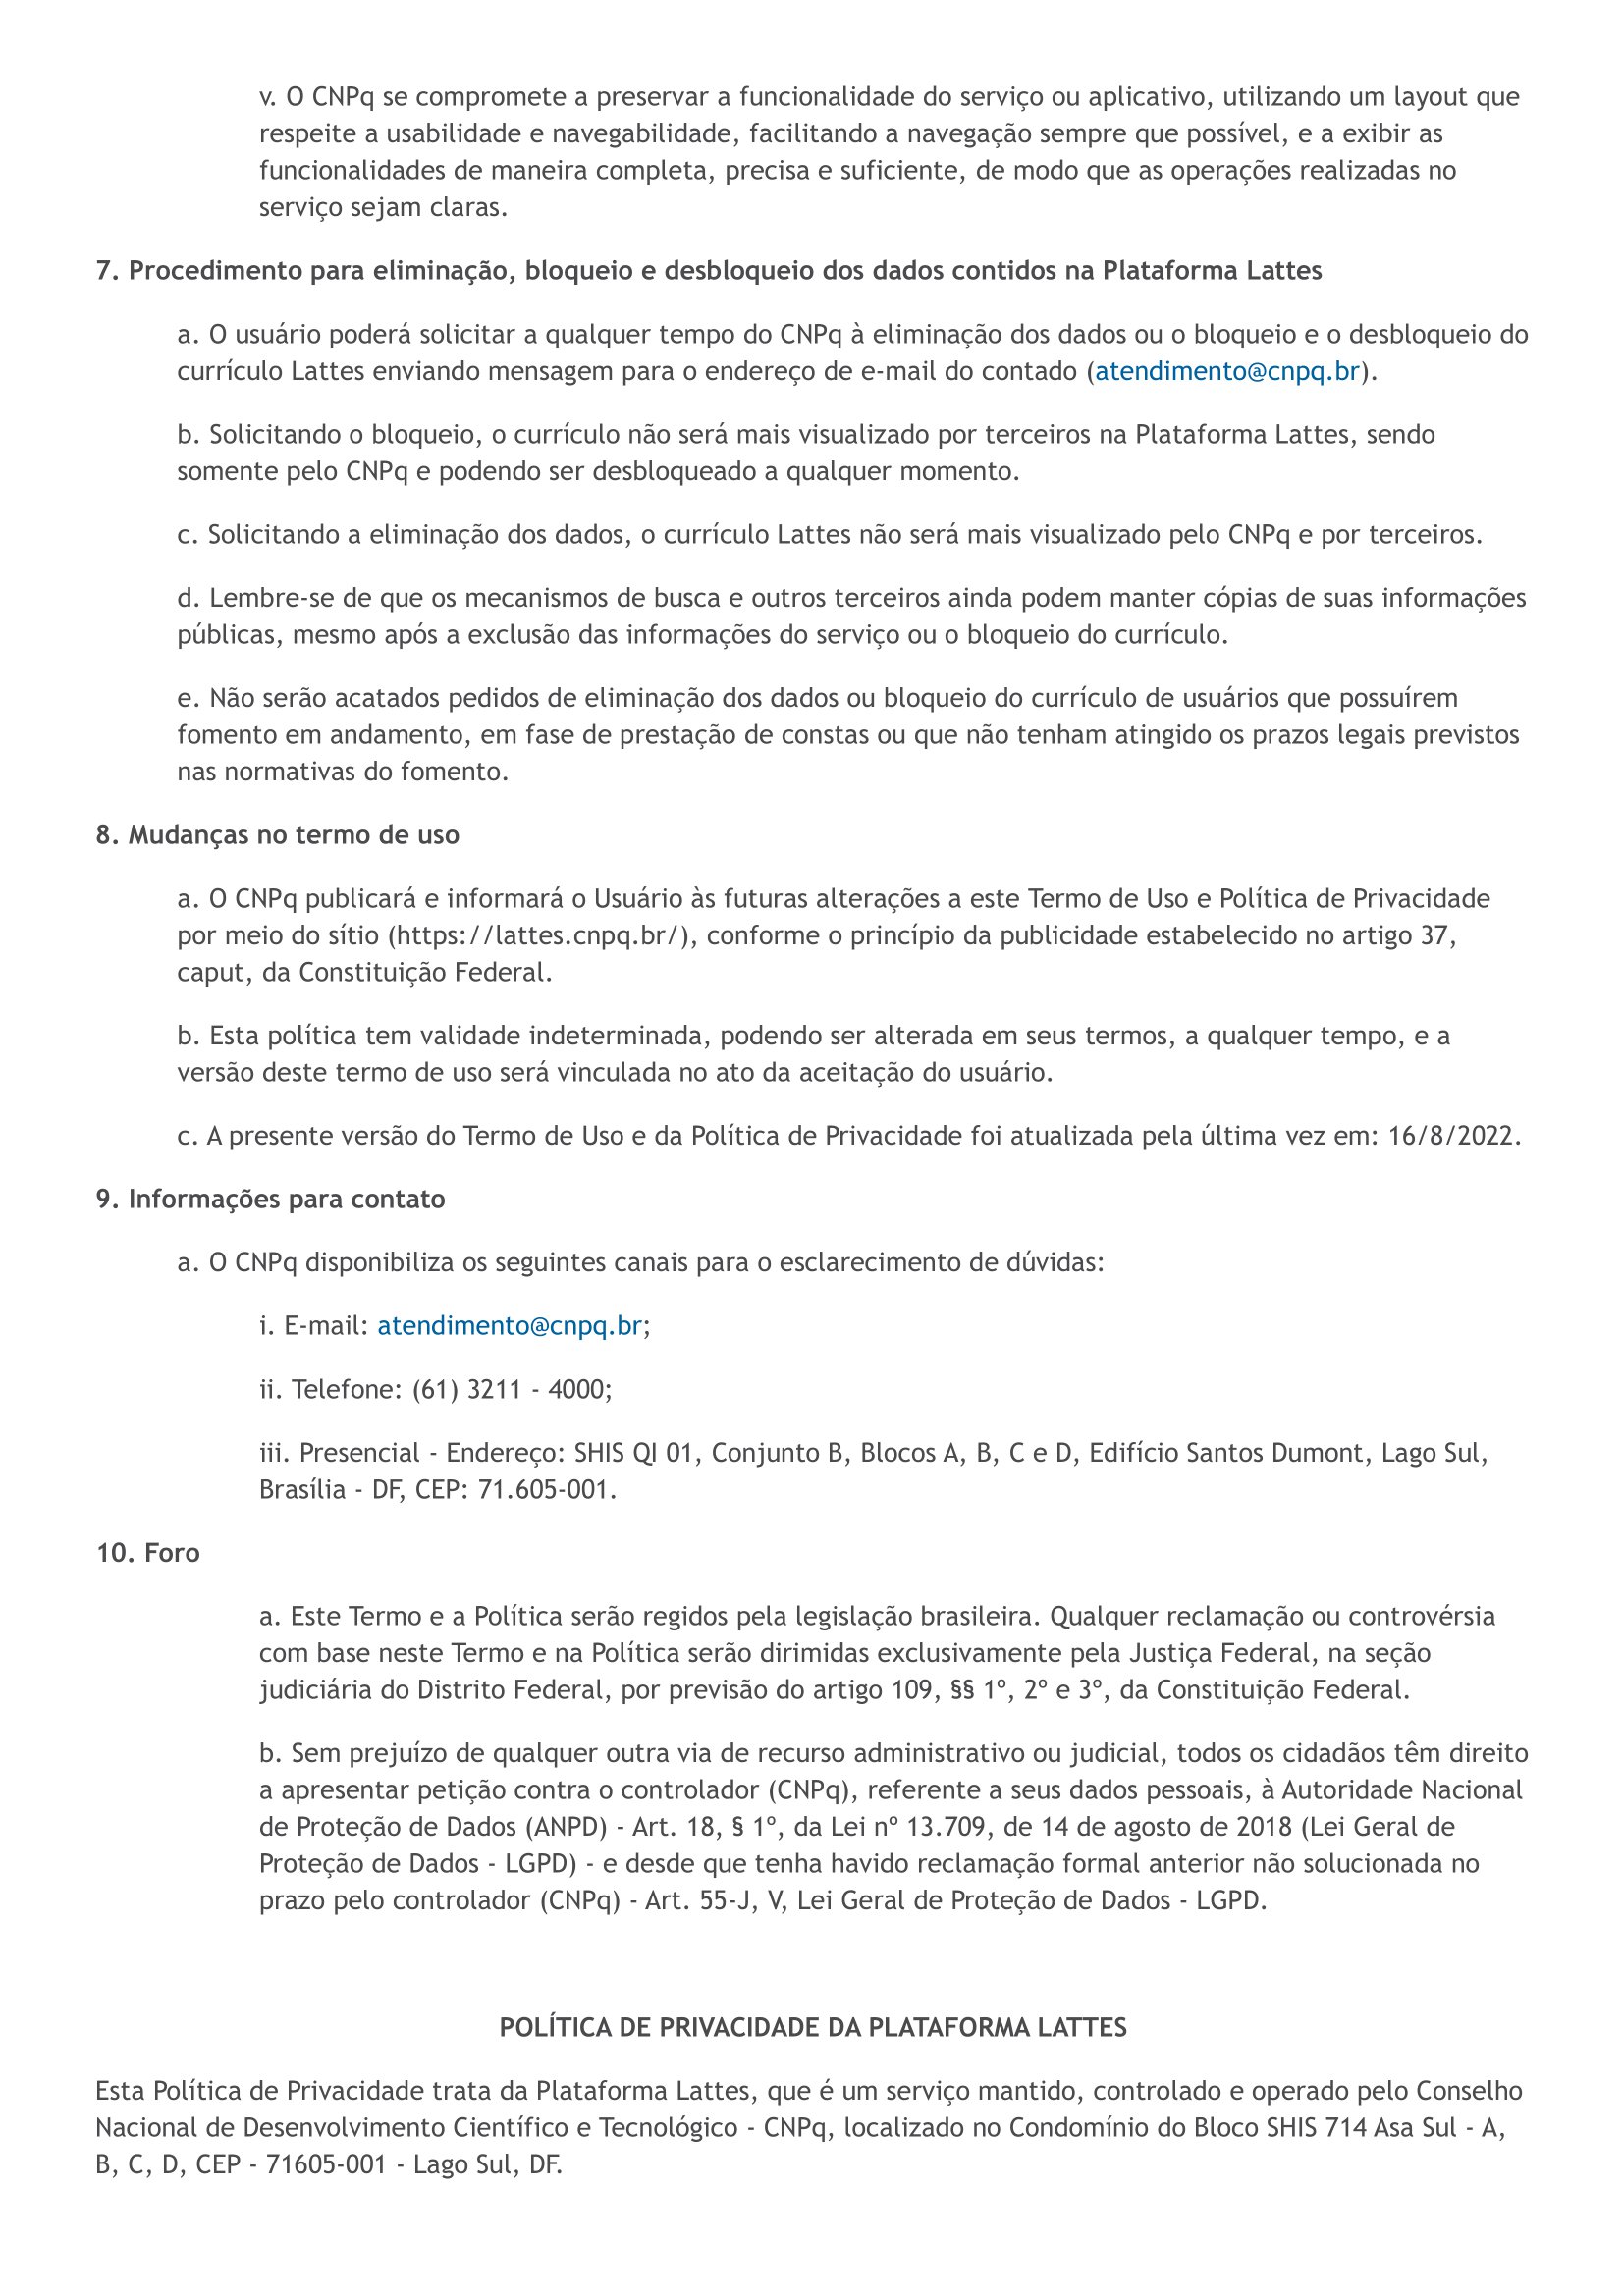 v. O CNPq se compromete a preservar a funcionalidade do serviço ou aplicativo, utilizando um layout que
respeite a usabilidade e navegabilidade, facilitando a navegação sempre que possível, e a exibir as
funcionalidades de maneira completa, precisa e suficiente, de modo que as operações realizadas no
serviço sejam claras.
7. Procedimento para eliminação, bloqueio e desbloqueio dos dados contidos na Plataforma Lattes
a. O usuário poderá solicitar a qualquer tempo do CNPq à eliminação dos dados ou o bloqueio e o desbloqueio do
currículo Lattes enviando mensagem para o endereço de e-mail do contado (atendimento@cnpq.br).
b. Solicitando o bloqueio, o currículo não será mais visualizado por terceiros na Plataforma Lattes, sendo
somente pelo CNPq e podendo ser desbloqueado a qualquer momento.
c. Solicitando a eliminação dos dados, o currículo Lattes não será mais visualizado pelo CNPq e por terceiros.
d. Lembre-se de que os mecanismos de busca e outros terceiros ainda podem manter cópias de suas informações
públicas, mesmo após a exclusão das informações do serviço ou o bloqueio do currículo.
e. Não serão acatados pedidos de eliminação dos dados ou bloqueio do currículo de usuários que possuírem
fomento em andamento, em fase de prestação de constas ou que não tenham atingido os prazos legais previstos
nas normativas do fomento.
8. Mudanças no termo de uso
a. O CNPq publicará e informará o Usuário às futuras alterações a este Termo de Uso e Política de Privacidade
por meio do sítio (https://lattes.cnpq.br/), conforme o princípio da publicidade estabelecido no artigo 37,
caput, da Constituição Federal.
b. Esta política tem validade indeterminada, podendo ser alterada em seus termos, a qualquer tempo, e a
versão deste termo de uso será vinculada no ato da aceitação do usuário.
c. A presente versão do Termo de Uso e da Política de Privacidade foi atualizada pela última vez em: 16/8/2022.
9. Informações para contato
a. O CNPq disponibiliza os seguintes canais para o esclarecimento de dúvidas:
i. E-mail: atendimento@cnpq.br;
ii. Telefone: (61) 3211 - 4000;
iii. Presencial - Endereço: SHIS QI 01, Conjunto B, Blocos A, B, C e D, Edifício Santos Dumont, Lago Sul,
Brasília - DF, CEP: 71.605-001.
10. Foro
a. Este Termo e a Política serão regidos pela legislação brasileira. Qualquer reclamação ou controvérsia
com base neste Termo e na Política serão dirimidas exclusivamente pela Justiça Federal, na seção
judiciária do Distrito Federal, por previsão do artigo 109, §§ 1º, 2º e 3º, da Constituição Federal.
b. Sem prejuízo de qualquer outra via de recurso administrativo ou judicial, todos os cidadãos têm direito
a apresentar petição contra o controlador (CNPq), referente a seus dados pessoais, à Autoridade Nacional
de Proteção de Dados (ANPD) - Art. 18, § 1º, da Lei nº 13.709, de 14 de agosto de 2018 (Lei Geral de
Proteção de Dados - LGPD) - e desde que tenha havido reclamação formal anterior não solucionada no
prazo pelo controlador (CNPq) - Art. 55-J, V, Lei Geral de Proteção de Dados - LGPD.
POLÍTICA DE PRIVACIDADE DA PLATAFORMA LATTES
Esta Política de Privacidade trata da Plataforma Lattes, que é um serviço mantido, controlado e operado pelo Conselho
Nacional de Desenvolvimento Científico e Tecnológico - CNPq, localizado no Condomínio do Bloco SHIS 714 Asa Sul - A,
B, C, D, CEP - 71605-001 - Lago Sul, DF.